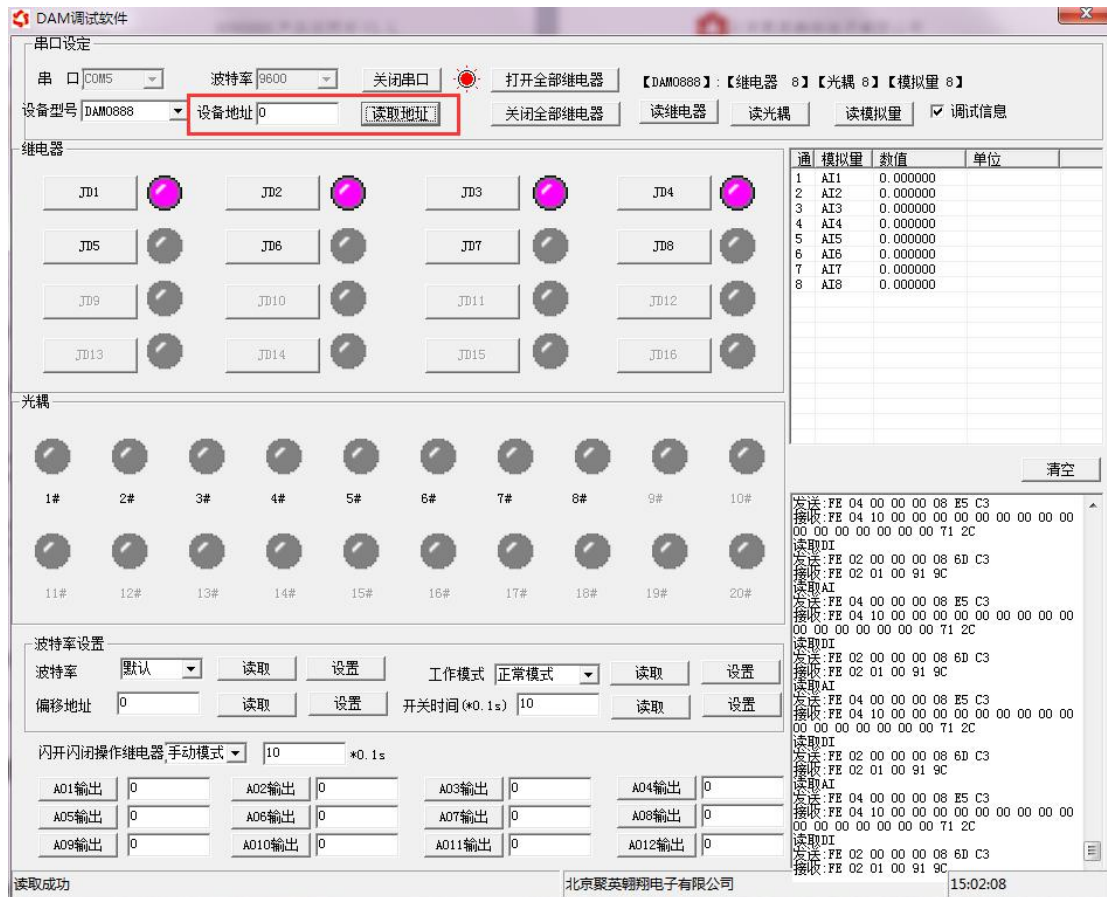 DAM调试软件
串口设定
串 口 COM5 波特率 9600 关闭串口 打开全部继电器 【DAM0888】:【继电器 8】【光耦 8】【模拟量 8】
设备型号 DAM0888 设备地址 0 读取地址 关闭全部继电器 读继电器 读光耦 读模拟量 调试信息
继电器
JD1 JD2 JD3 JD4
JD5 JD6 JD7 JD8
JD9 JD10 JD11 JD12
JD13 JD14 JD15 JD16
通 模拟量 数值 单位
1 AI1 0.000000
2 AI2 0.000000
3 AI3 0.000000
4 AI4 0.000000
5 AI5 0.000000
6 AI6 0.000000
7 AI7 0.000000
8 AI8 0.000000
光耦
1# 2# 3# 4# 5# 6# 7# 8# 9# 10#
11# 12# 13# 14# 15# 16# 17# 18# 19# 20#
清空
发送:FE 04 00 00 00 08 E5 C3
接收:FE 04 10 00 00 00 00 00 00 00 00 00
00 00 00 00 00 00 00 71 2C
读取DI
发送:FE 02 00 00 00 08 6D C3
接收:FE 02 01 00 91 9C
读取AI
发送:FE 04 00 00 00 08 E5 C3
接收:FE 04 10 00 00 00 00 00 00 00 00 00
00 00 00 00 00 00 00 71 2C
读取DI
发送:FE 02 00 00 00 08 6D C3
接收:FE 02 01 00 91 9C
读取AI
发送:FE 04 00 00 00 08 E5 C3
接收:FE 04 10 00 00 00 00 00 00 00 00 00
00 00 00 00 00 00 00 71 2C
读取DI
发送:FE 02 00 00 00 08 6D C3
接收:FE 02 01 00 91 9C
读取AI
发送:FE 04 00 00 00 08 E5 C3
接收:FE 04 10 00 00 00 00 00 00 00 00 00
00 00 00 00 00 00 00 71 2C
读取DI
发送:FE 02 00 00 00 08 6D C3
接收:FE 02 01 00 91 9C
波特率设置
波特率 默认 读取 设置 工作模式 正常模式 读取 设置
偏移地址 0 读取 设置 开关时间(*0.1s) 10 读取 设置
闪开闪闭操作继电器 手动模式 10 *0.1s
AO1输出 0 AO2输出 0 AO3输出 0 AO4输出 0
AO5输出 0 AO6输出 0 AO7输出 0 AO8输出 0
AO9输出 0 AO10输出 0 AO11输出 0 AO12输出 0
读取成功 北京聚英翱翔电子有限公司 15:02:08